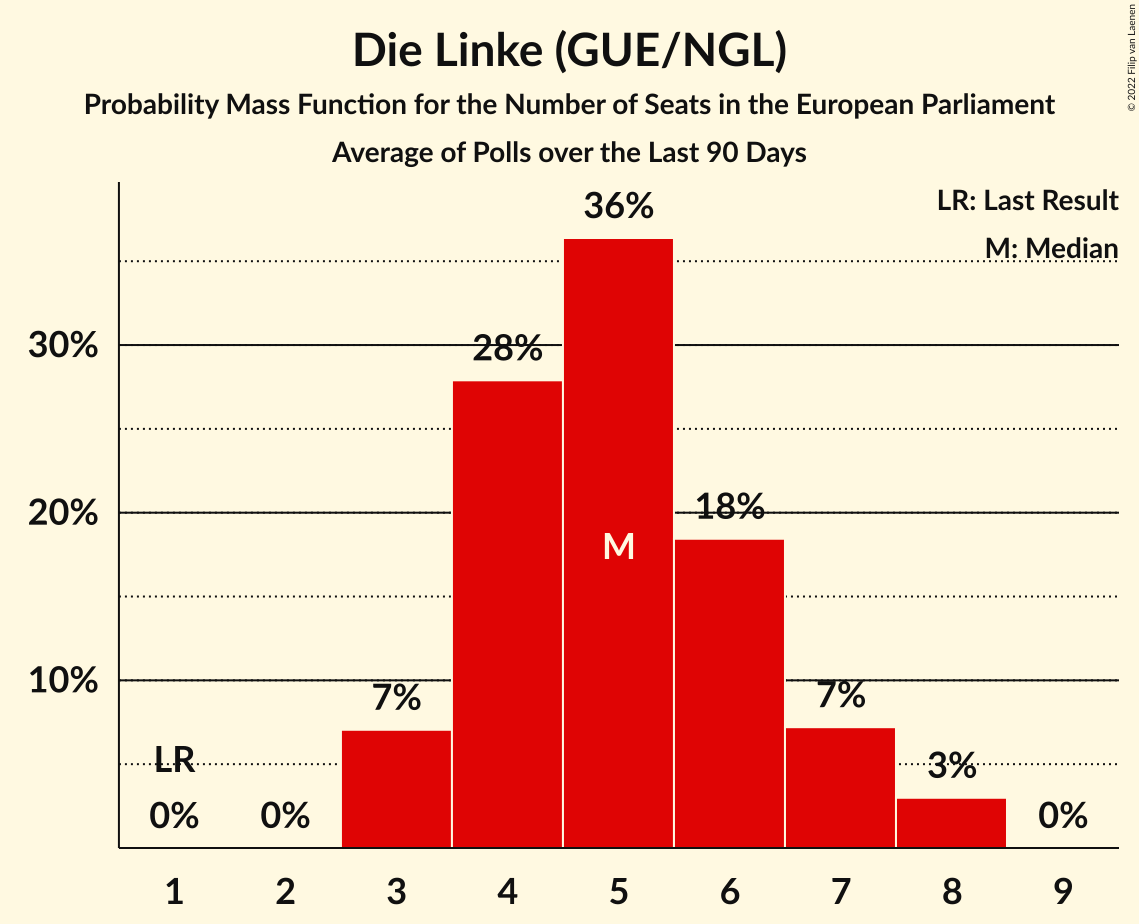 Die Linke (GUE/NGL)
Probability Mass Function for the Number of Seats in the European Parliament
Average of Polls over the Last 90 Days
© 2022 Filip van Laenen
LR: Last Result
M: Median
36%
30%
28%
20%
18%
M
10%
7%
7%
LR
3%
0%
0%
0%
1 2 3 4 5 6 7 8 9